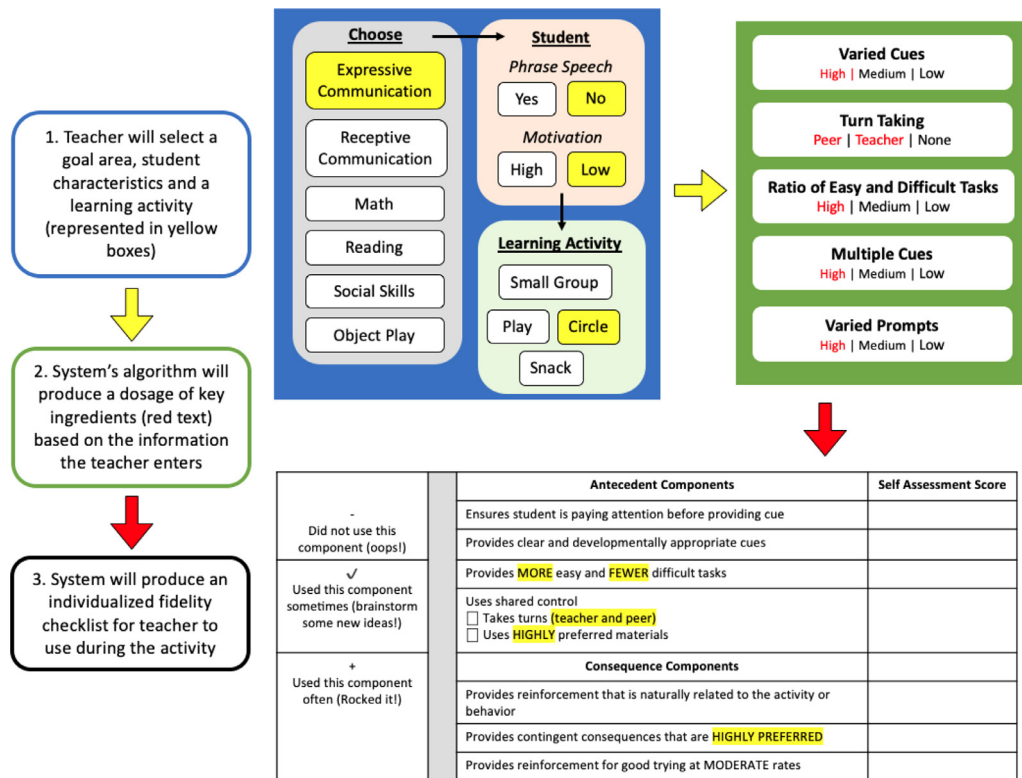 1. Teacher will select a
goal area, student
characteristics and a
learning activity
(represented in yellow
boxes)
2. System's algorithm will
produce a dosage of key
ingredients (red text)
based on the information
the teacher enters
3. System will produce an
individualized fidelity
checklist for teacher to
use during the activity
Choose
Expressive
Communication
Receptive
Communication
Math
Reading
Social Skills
Object Play
Student
Phrase Speech
Yes
No
Motivation
High
Low
Learning Activity
Small Group
Play
Circle
Snack
Varied Cues
High | Medium | Low
Turn Taking
Peer | Teacher | None
Ratio of Easy and Difficult Tasks
High | Medium | Low
Multiple Cues
High | Medium | Low
Varied Prompts
High | Medium | Low
-
Did not use this
component (oops!)
✓
Used this component
sometimes (brainstorm
some new ideas!)
+
Used this component
often (Rocked it!)
Antecedent Components
Self Assessment Score
Ensures student is paying attention before providing cue
Provides clear and developmentally appropriate cues
Provides MORE easy and FEWER difficult tasks
Uses shared control
☐ Takes turns (teacher and peer)
☐ Uses HIGHLY preferred materials
Consequence Components
Provides reinforcement that is naturally related to the activity or
behavior
Provides contingent consequences that are HIGHLY PREFERRED
Provides reinforcement for good trying at MODERATE rates